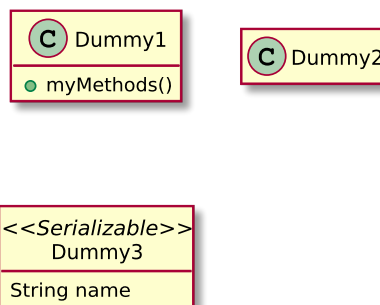 C Dummy1
myMethods()
C Dummy2
<<Serializable>>
Dummy3
String name